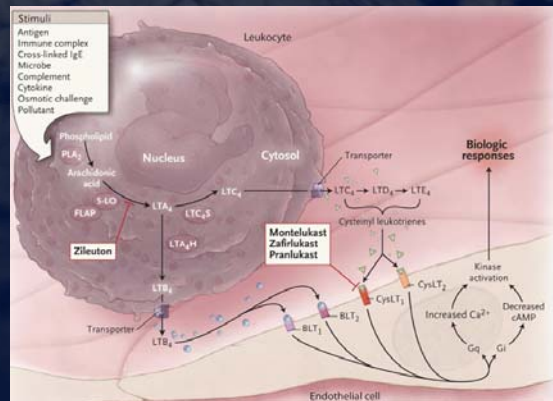 Stimuli
Antigen
Immune complex
Cross-linked IgE
Microbe
Complement
Cytokine
Osmotic challenge
Pollutant
Leukocyte
Phospholipid
PLA₂
Arachidonic
acid
Nucleus
Cytosol
5-LO
FLAP
LTA₄
LTC₄
LTC₄S
Zileuton
LTA₄H
LTB₄
Transporter
LTB₄
Transporter
LTC₄
LTD₄
LTE₄
Cysteinyl leukotrienes
Montelukast
Zafirlukast
Pranlukast
CysLT₁
CysLT₂
BLT₁
BLT₂
Biologic
responses
Kinase
activation
Increased Ca²⁺
Decreased
cAMP
Gq
Gi
Endothelial cell